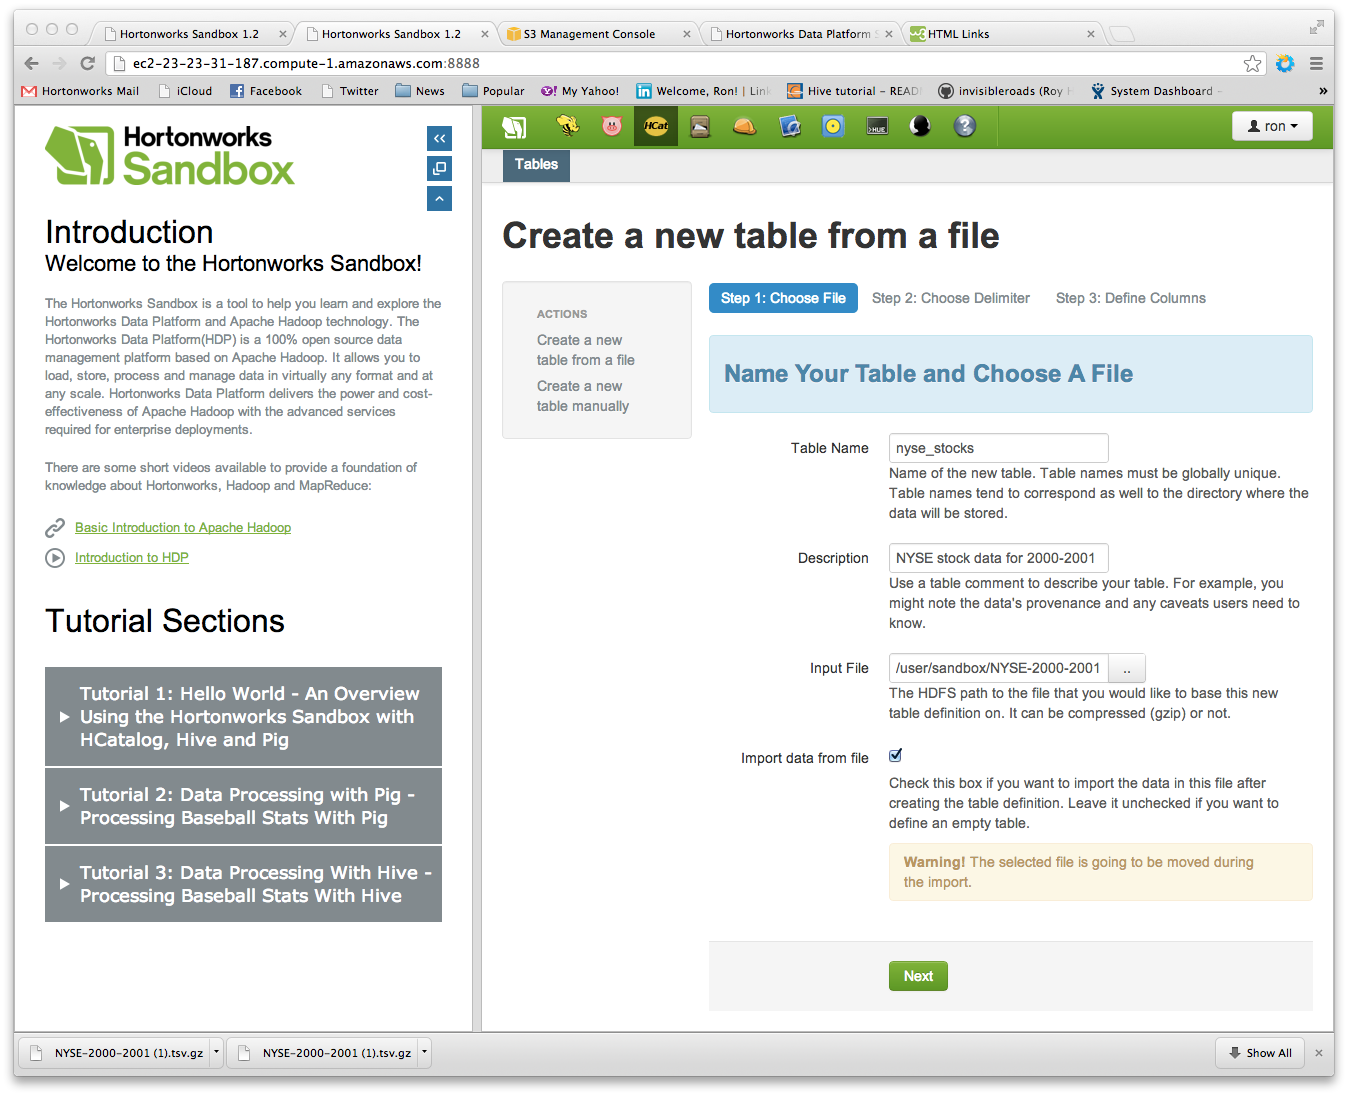 Hortonworks Sandbox 1.2
Hortonworks Sandbox 1.2
S3 Management Console
Hortonworks Data Platform
HTML Links
ec2-23-23-31-187.compute-1.amazonaws.com:8888
Hortonworks Mail
iCloud
Facebook
Twitter
News
Popular
My Yahoo!
Welcome, Ron! |
Hive tutorial –
invisibleroads (Roy
System Dashboard –
Hortonworks
Sandbox
Introduction
Welcome to the Hortonworks Sandbox!
The Hortonworks Sandbox is a tool to help you learn and explore the
Hortonworks Data Platform and Apache Hadoop technology. The
Hortonworks Data Platform(HDP) is a 100% open source data
management platform based on Apache Hadoop. It allows you to
load, store, process and manage data in virtually any format and at
any scale. Hortonworks Data Platform delivers the power and cost-
effectiveness of Apache Hadoop with the advanced services
required for enterprise deployments.
There are some short videos available to provide a foundation of
knowledge about Hortonworks, Hadoop and MapReduce:
Basic Introduction to Apache Hadoop
Introduction to HDP
Tutorial Sections
Tutorial 1: Hello World - An Overview
Using the Hortonworks Sandbox with
HCatalog, Hive and Pig
Tutorial 2: Data Processing with Pig -
Processing Baseball Stats With Pig
Tutorial 3: Data Processing With Hive -
Processing Baseball Stats With Hive
HCat
>HUE
ron
Tables
Create a new table from a file
ACTIONS
Create a new
table from a file
Create a new
table manually
Step 1: Choose File
Step 2: Choose Delimiter
Step 3: Define Columns
Name Your Table and Choose A File
Table Name
nyse_stocks
Name of the new table. Table names must be globally unique.
Table names tend to correspond as well to the directory where the
data will be stored.
Description
NYSE stock data for 2000-2001
Use a table comment to describe your table. For example, you
might note the data's provenance and any caveats users need to
know.
Input File
/user/sandbox/NYSE-2000-2001
..
The HDFS path to the file that you would like to base this new
table definition on. It can be compressed (gzip) or not.
Import data from file
Check this box if you want to import the data in this file after
creating the table definition. Leave it unchecked if you want to
define an empty table.
Warning! The selected file is going to be moved during
the import.
Next
NYSE-2000-2001 (1).tsv.gz
NYSE-2000-2001 (1).tsv.gz
Show All